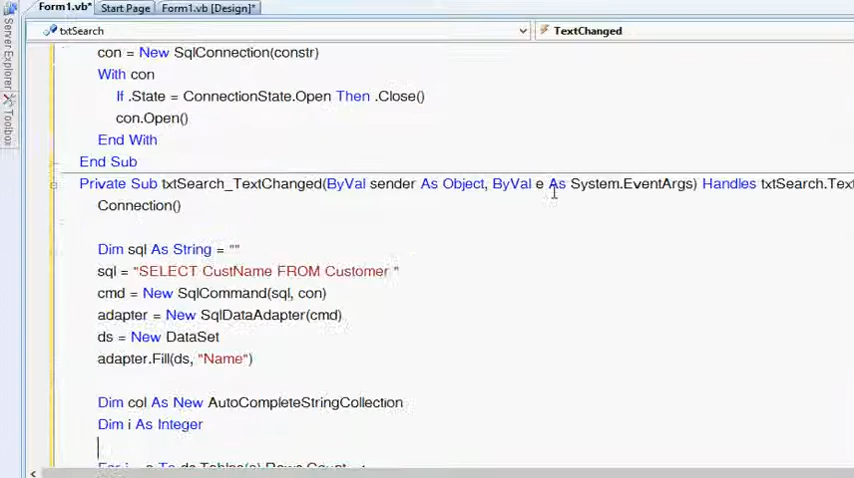 Form1.vb* Start Page Form1.vb [Design]*
Server Explorer
Toolbox
txtSearch TextChanged
con = New SqlConnection(constr)
With con
If .State = ConnectionState.Open Then .Close()
con.Open()
End With
End Sub
Private Sub txtSearch_TextChanged(ByVal sender As Object, ByVal e As System.EventArgs) Handles txtSearch.Text
Connection()
Dim sql As String = ""
sql = "SELECT CustName FROM Customer "
cmd = New SqlCommand(sql, con)
adapter = New SqlDataAdapter(cmd)
ds = New DataSet
adapter.Fill(ds, "Name")
Dim col As New AutoCompleteStringCollection
Dim i As Integer